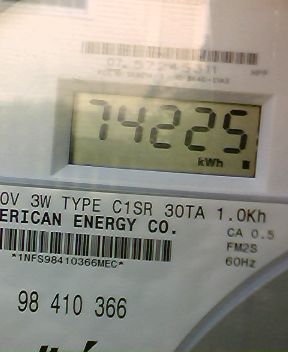 74225
kWh
0V 3W TYPE C1SR 30TA 1.0Kh
ERICAN ENERGY CO.
CA 0.5
FM2S
60Hz
*1NFS98410366MEC*
98 410 366